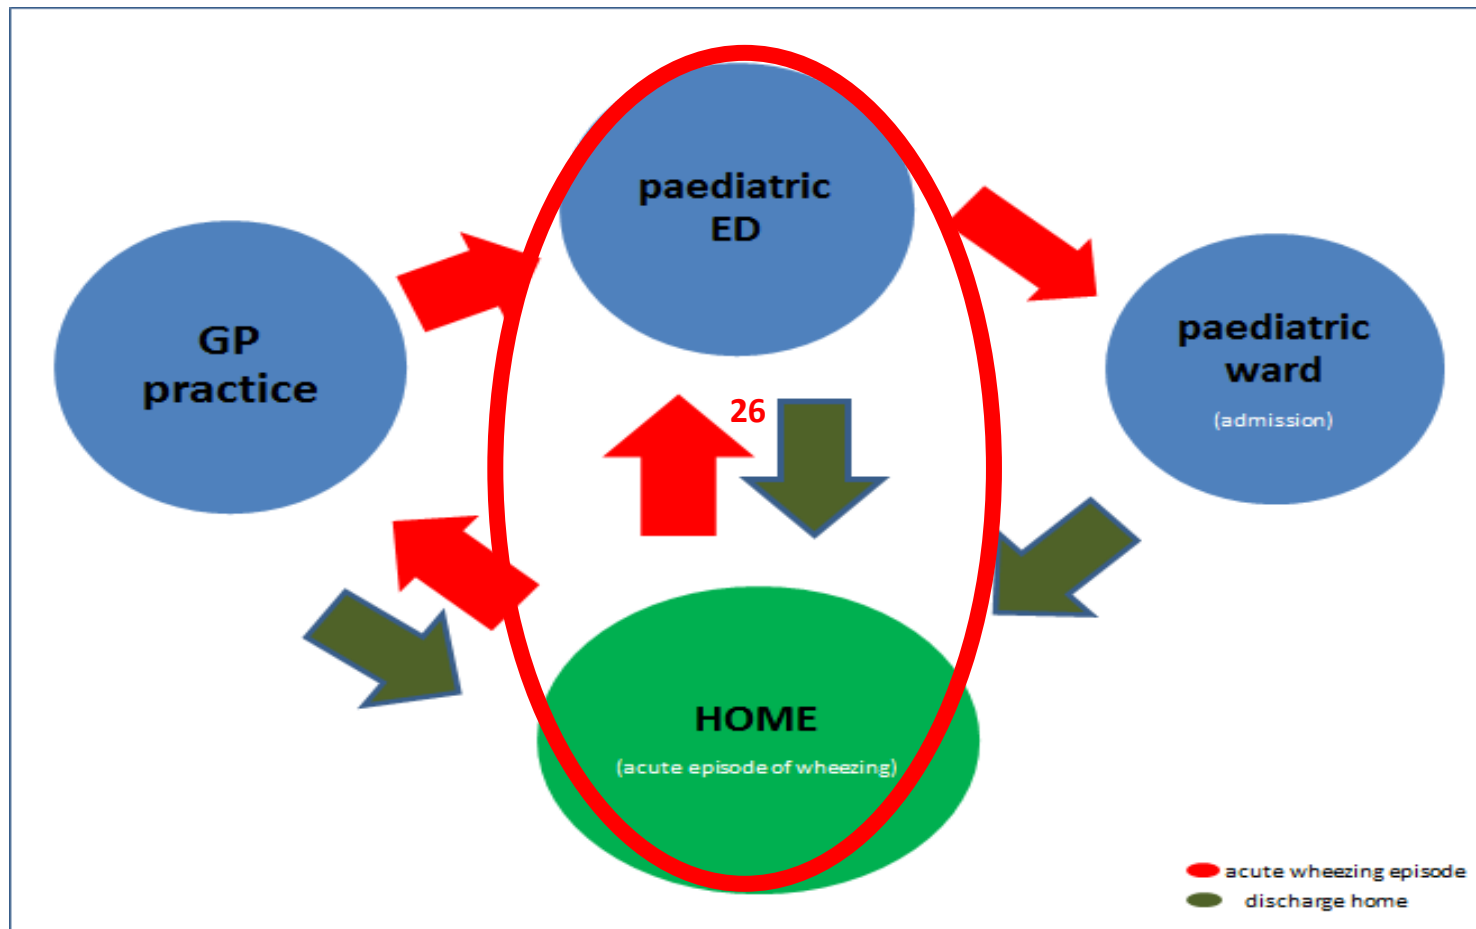 paediatric
ED
GP
practice
paediatric
ward
(admission)
26
HOME
(acute episode of wheezing)
acute wheezing episode
discharge home